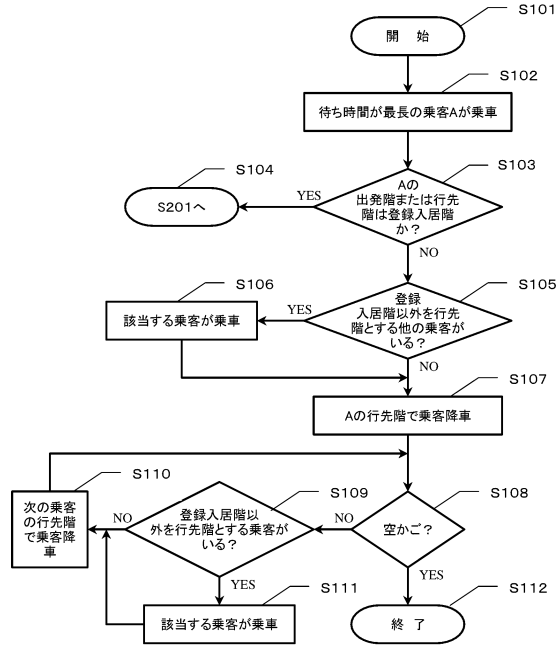 S101
開 始
S102
待ち時間が最長の乗客Aが乗車
S103
Aの
出発階または行先
階は登録入居階
か？
YES
S104
S201へ
NO
S105
登録
入居階以外を行先
階とする他の乗客が
いる？
YES
S106
該当する乗客が乗車
NO
S107
Aの行先階で乗客降車
S108
空かご？
NO
S109
登録入居階以
外を行先階とする乗客が
いる？
NO
S110
次の乗客
の行先階
で乗客降
車
YES
S111
該当する乗客が乗車
YES
S112
終 了